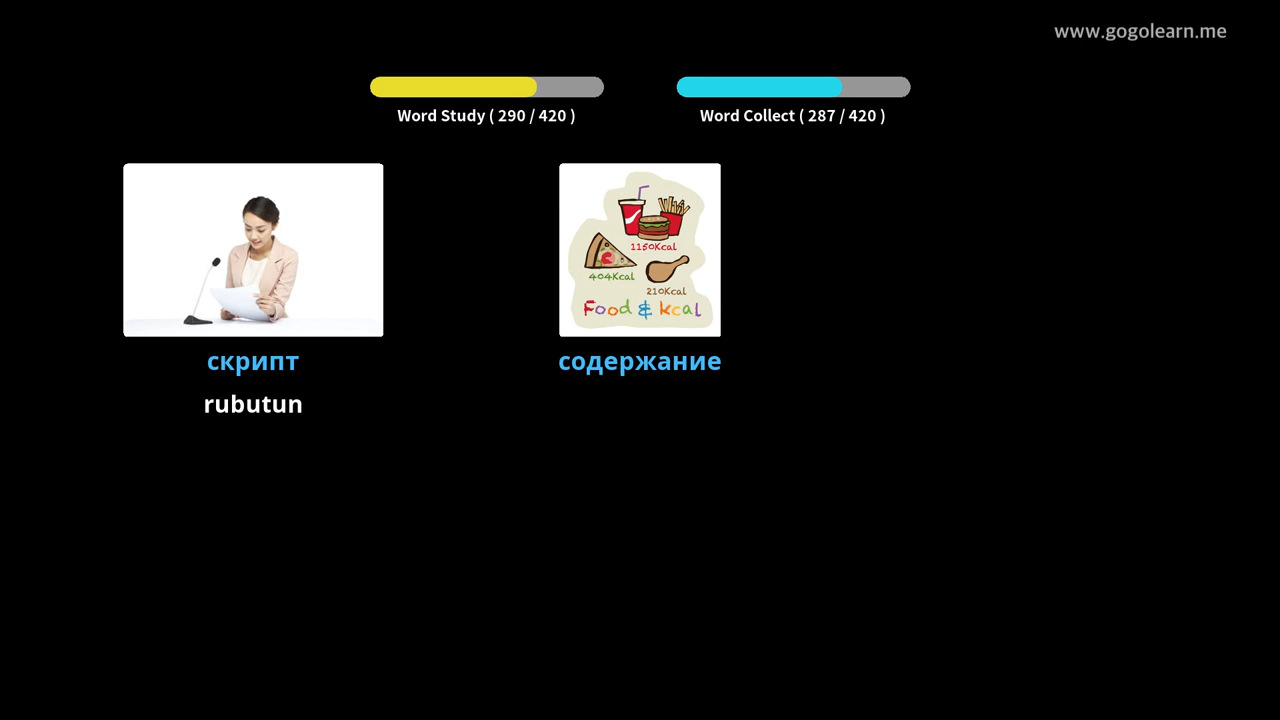 www.gogolearn.me
Word Study ( 290 / 420 )
Word Collect ( 287 / 420 )
1150Kcal
404Kcal
210Kcal
Food & kcal
скрипт
содержание
rubutun